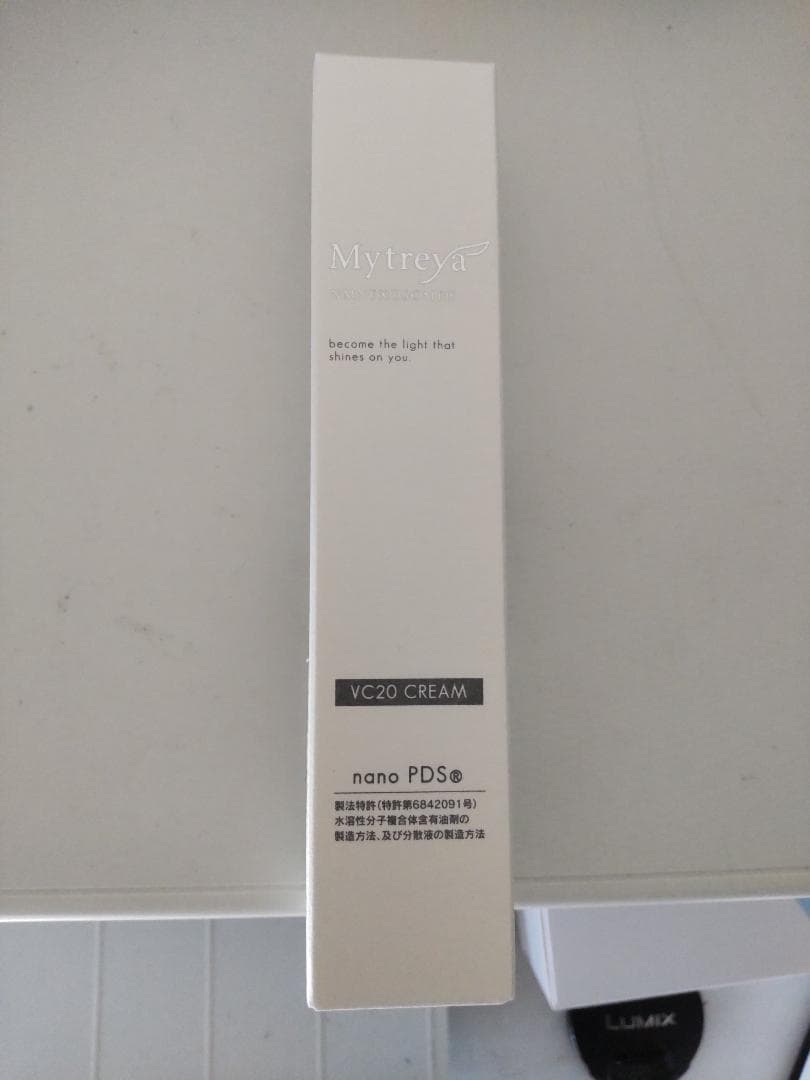 Mytreya
become the light that
shines on you.
VC20 CREAM
nano PDS®
製法特許(特許第6842091号)
水溶性分子複合体含有油剤の
製造方法、及び分散液の製造方法
LUMIX